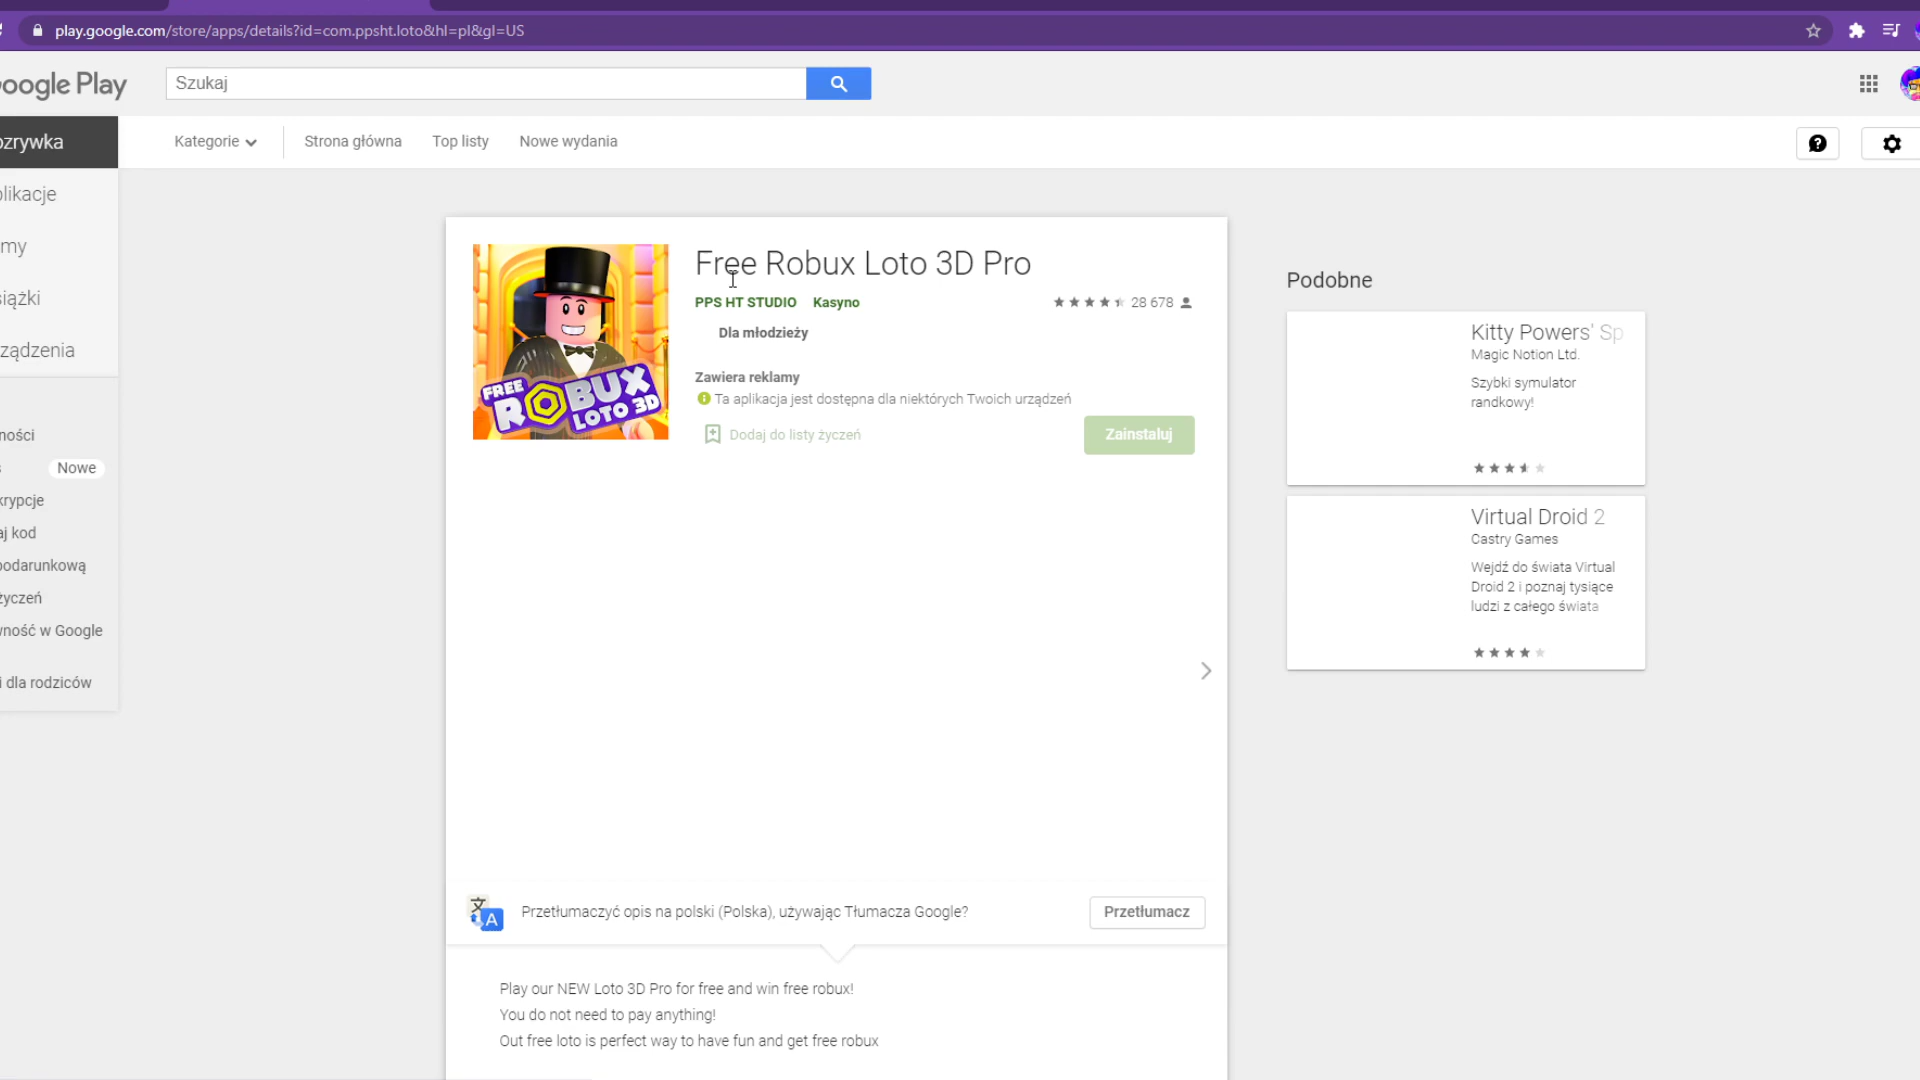 play.google.com/store/apps/details?id=com.ppsht.loto&hl=pl&gl=US
oogle Play
Szukaj
ozrywka
Kategorie
Strona główna
Top listy
Nowe wydania
plikacje
my
siążki
ządzenia
ności
s
Nowe
krypcje
aj kod
podarunkową
życzeń
wność w Google
i dla rodziców
FREE
ROBUX
LOTO 3D
Free Robux Loto 3D Pro
PPS HT STUDIO
Kasyno
28 678
Dla młodzieży
Zawiera reklamy
Ta aplikacja jest dostępna dla niektórych Twoich urządzeń
Dodaj do listy życzeń
Zainstaluj
Przetłumaczyć opis na polski (Polska), używając Tłumacza Google?
Przetłumacz
Play our NEW Loto 3D Pro for free and win free robux!
You do not need to pay anything!
Out free loto is perfect way to have fun and get free robux
Podobne
Kitty Powers' Sp
Magic Notion Ltd.
Szybki symulator
randkowy!
Virtual Droid 2
Castry Games
Wejdź do świata Virtual
Droid 2 i poznaj tysiące
ludzi z całego świata